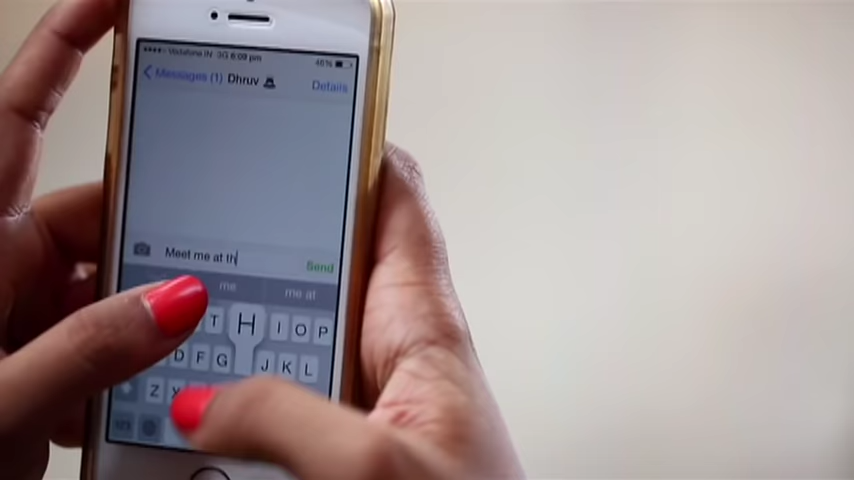 Vodafone IN 3G 6:09 pm 46%
Messages (1) Dhruv Details
Meet me at th
Send
me me at
T H I O P
D F G J K L
Z X
123